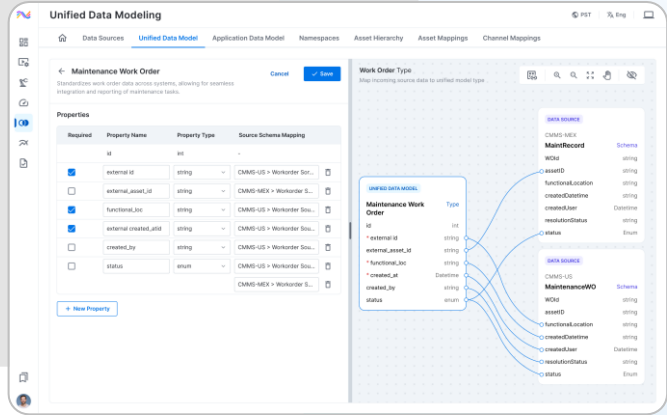 Unified Data Modeling
PST
Eng
Data Sources
Unified Data Model
Application Data Model
Namespaces
Asset Hierarchy
Asset Mappings
Channel Mappings
Maintenance Work Order
Cancel
Save
Standardizes work order data across systems, allowing for seamless
integration and reporting of maintenance tasks.
Properties
Required
Property Name
Property Type
Source Scheme Mapping
id
int
-
external id
string
CMMS-US > Workorder Sor...
external_asset_id
string
CMMS-MEX > Workorder S...
functional_loc
string
CMMS-US > Workorder Sou...
external created_atid
string
CMMS-US > Workorder Sou...
created_by
string
CMMS-US > Workorder Sou...
status
enum
CMMS-US > Workorder Sou...
CMMS-MEX > Workorder S...
+ New Property
Work Order Type
Map incoming source data to unified model type
UNIFIED DATA MODEL
Maintenance Work
Order
Type
id
int
* external id
string
external_asset_id
string
* functional_loc
string
* created_at
Datetime
created_by
string
status
enum
DATA SOURCE
CMMS-MEX
MaintRecord
Schema
WOId
string
assetID
string
functionalLocation
string
createdDatetime
string
createdUser
Datetime
resolutionStatus
string
status
Enum
DATA SOURCE
CMMS-US
MaintenanceWO
Schema
WOId
string
assetID
string
functionalLocation
string
createdDatetime
string
createdUser
Datetime
resolutionStatus
string
status
Enum